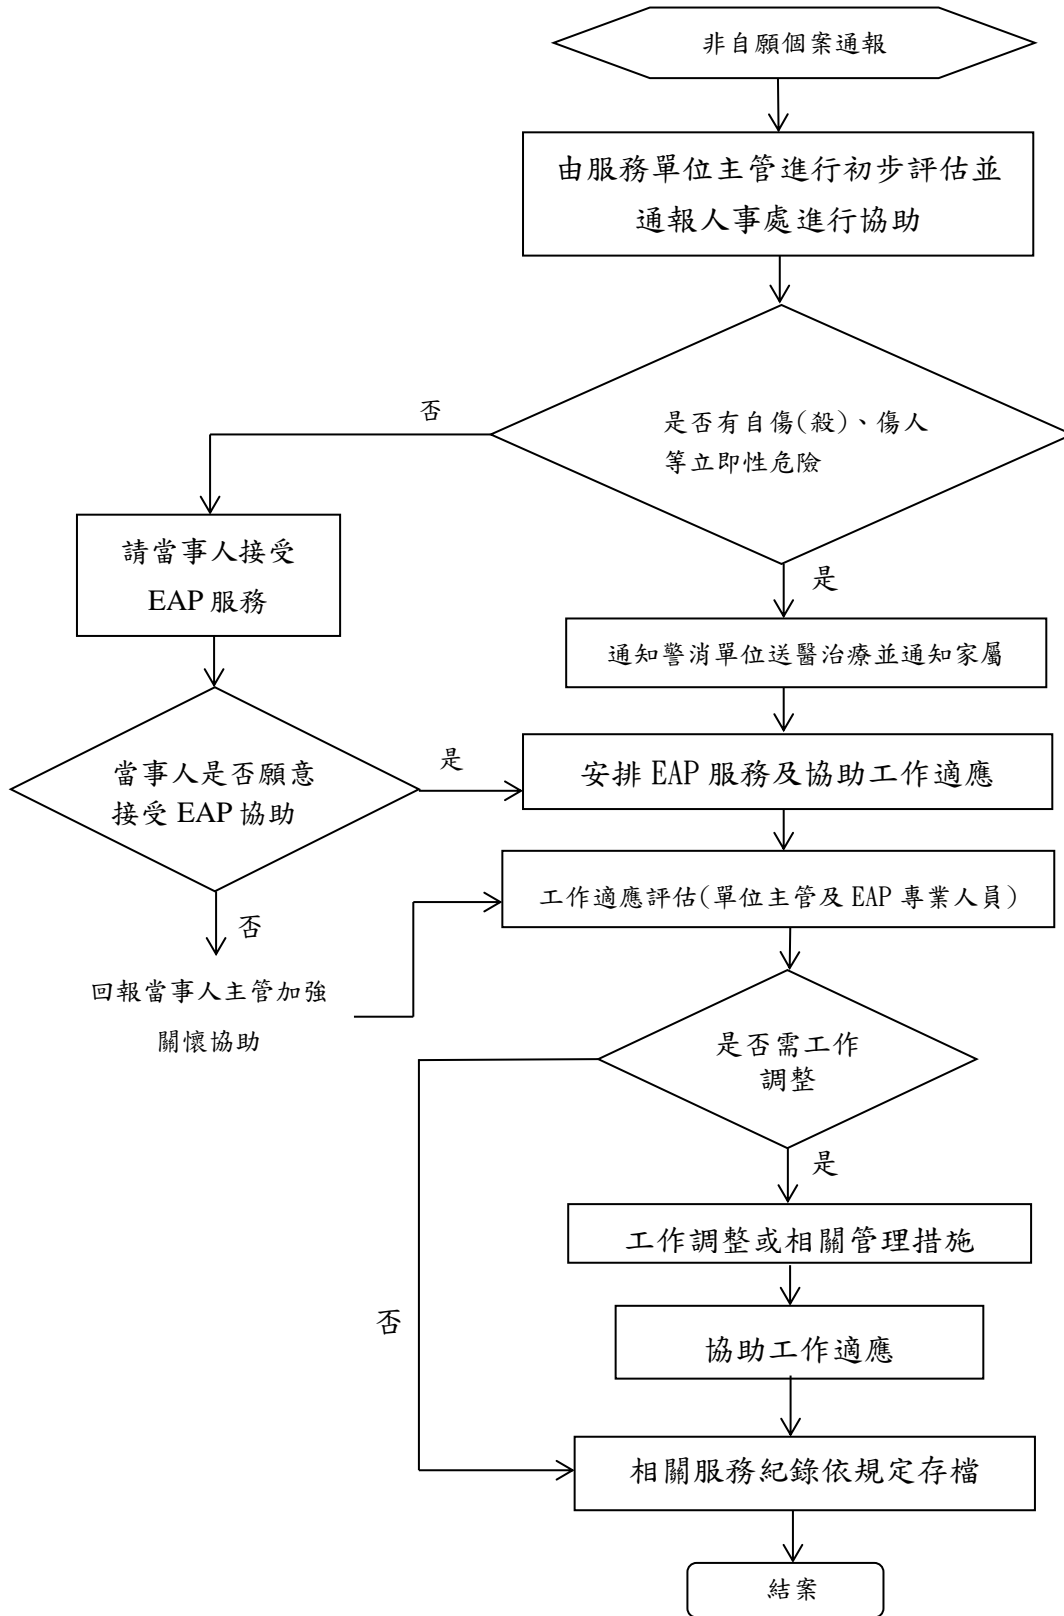 非自願個案通報
由服務單位主管進行初步評估並
通報人事處進行協助
否
是否有自傷(殺)、傷人
等立即性危險
請當事人接受
EAP 服務
是
通知警消單位送醫治療並通知家屬
當事人是否願意
接受 EAP 協助
是
安排 EAP 服務及協助工作適應
工作適應評估(單位主管及 EAP 專業人員)
否
回報當事人主管加強
關懷協助
是否需工作
調整
是
工作調整或相關管理措施
否
協助工作適應
相關服務紀錄依規定存檔
結案